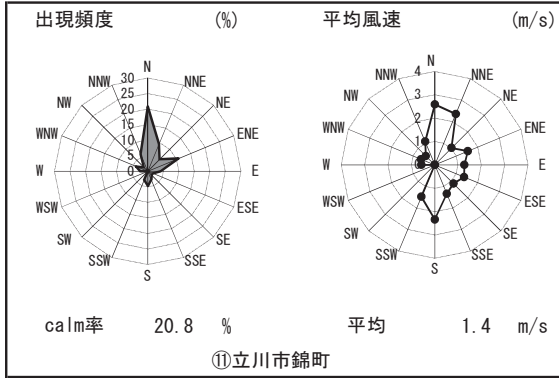 出現頻度 (%)
N
NNW NNE
NW NE
WNW ENE
W E
WSW ESE
SW SE
SSW SSE
S
30
25
20
15
10
5
0
calm率 20.8 %
平均風速 (m/s)
N
NNW NNE
NW NE
WNW ENE
W E
WSW ESE
SW SE
SSW SSE
S
4
3
2
1
0
平均 1.4 m/s
⑪立川市錦町